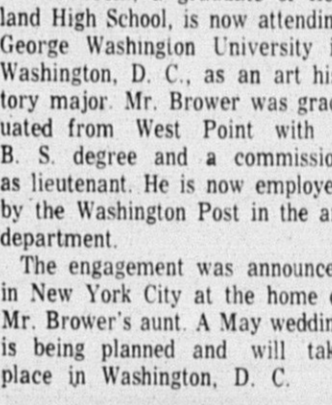 land High School, is now attendin
George Washington University
Washington, D. C., as an art his
tory major. Mr. Brower was grad
uated from West Point with
B. S. degree and a commissio
as lieutenant. He is now employe
by the Washington Post in the a
department.
The engagement was announce
in New York City at the home
Mr. Brower's aunt. A May weddin
is being planned and will tak
place in Washington, D. C.